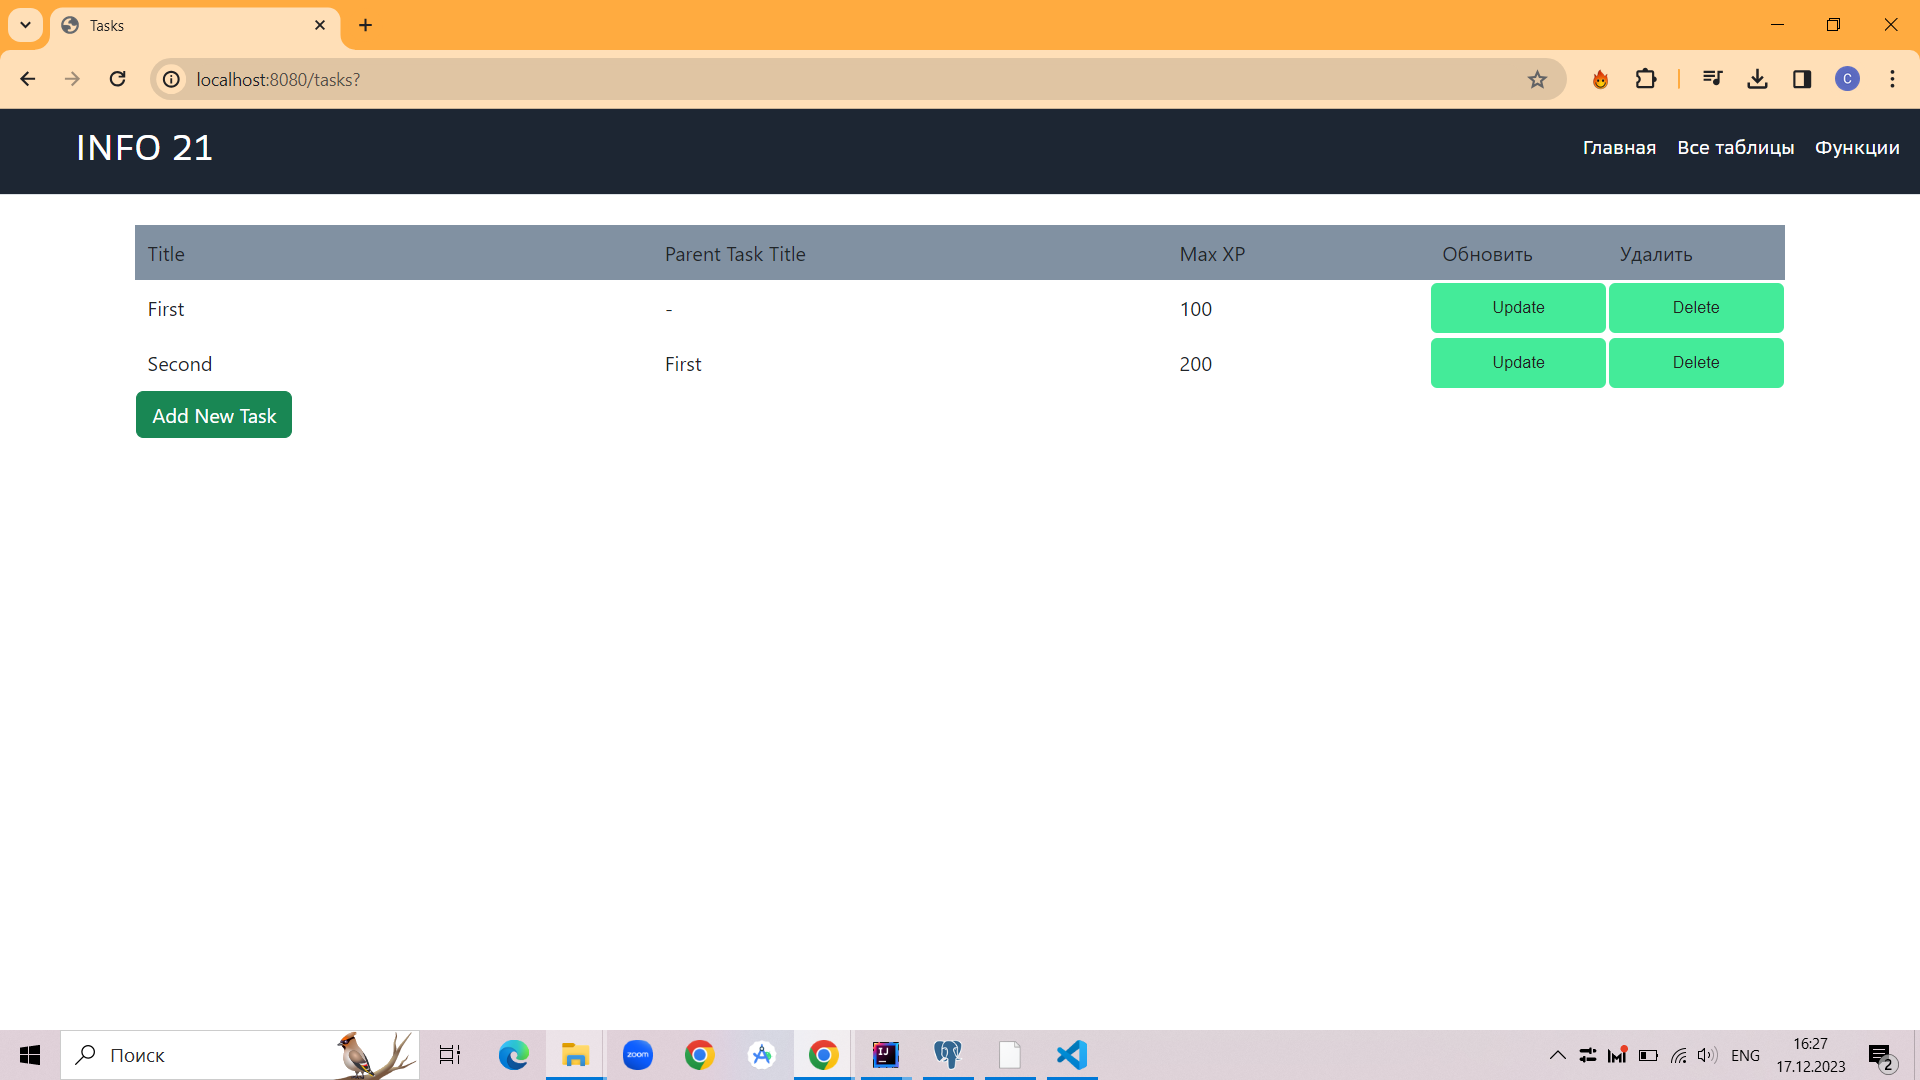 Tasks
localhost:8080/tasks?
C
INFO 21
Главная Все таблицы Функции
Title Parent Task Title Max XP Обновить Удалить
First - 100 Update Delete
Second First 200 Update Delete
Add New Task
Поиск
zoom
IJ
ENG
16:27
17.12.2023
2